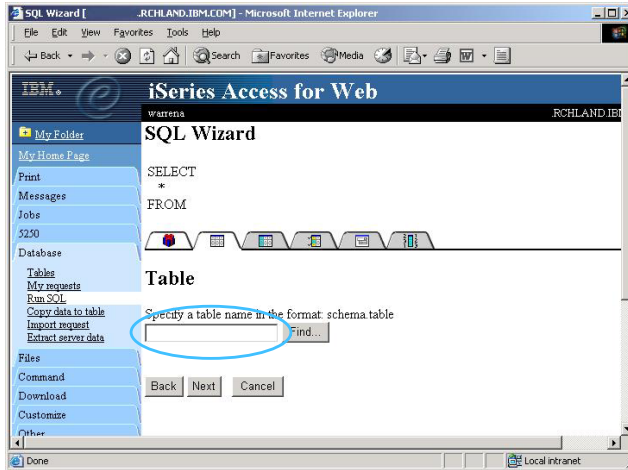 SQL Wizard [ .RCHLAND.IBM.COM] - Microsoft Internet Explorer
File Edit View Favorites Tools Help
Back Search Favorites Media
IBM. iSeries Access for Web
warrena .RCHLAND.IBI
My Folder
My Home Page
Print
Messages
Jobs
5250
Database
Tables
My requests
Run SQL
Copy data to table
Import request
Extract server data
Files
Command
Download
Customize
Other
SQL Wizard
SELECT
*
FROM
Table
Specify a table name in the format: schema.table
Find...
Back Next Cancel
Done Local intranet